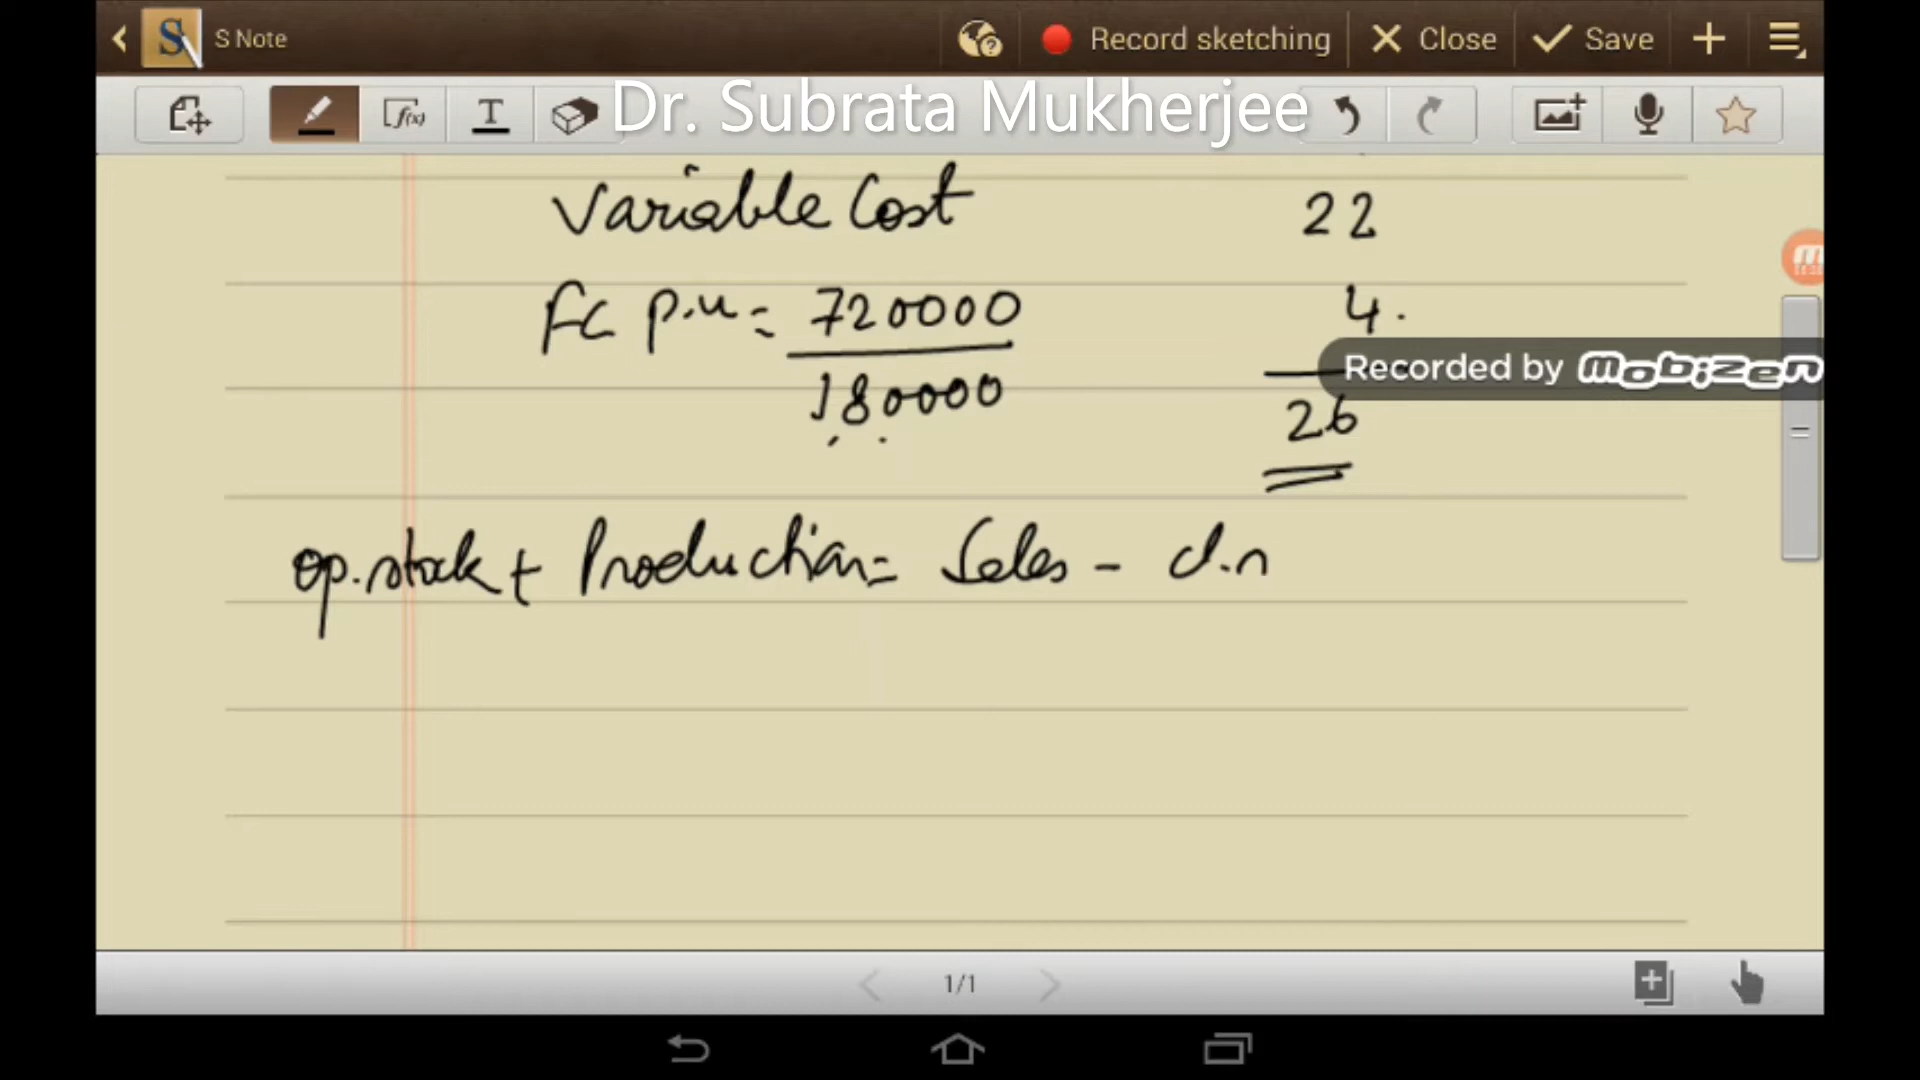 S Note Record sketching Close Save
Dr. Subrata Mukherjee
f(x) T
Variable Cost 22
FC p.u = 720000 4.
180000
Recorded by mobizen
26
op.stock + Production = Sales - cl.
1/1